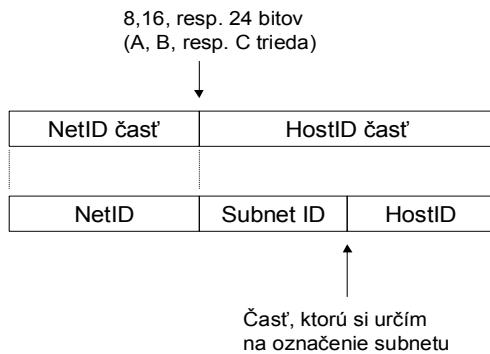 8,16, resp. 24 bitov
(A, B, resp. C trieda)
NetID časť HostID časť
NetID Subnet ID HostID
Časť, ktorú si určím
na označenie subnetu